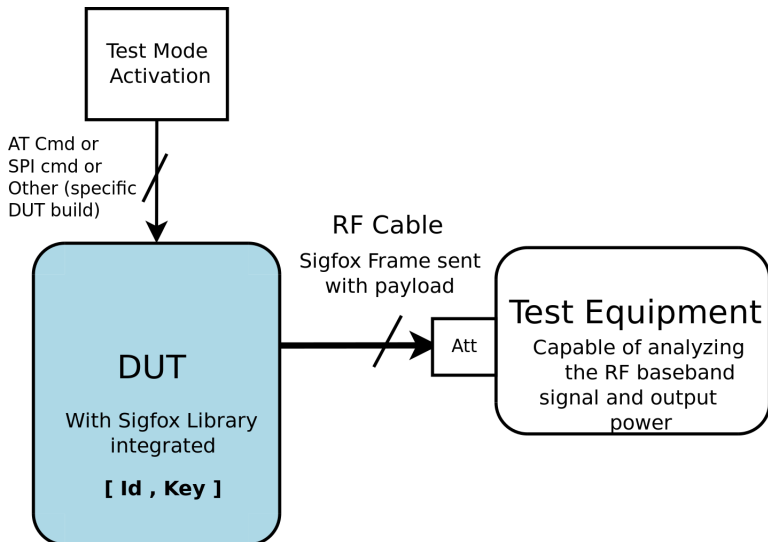 Test Mode
Activation
AT Cmd or
SPI cmd or
Other (specific
DUT build)
RF Cable
Sigfox Frame sent
with payload
DUT
With Sigfox Library
integrated
[ Id , Key ]
Att
Test Equipment
Capable of analyzing
the RF baseband
signal and output
power